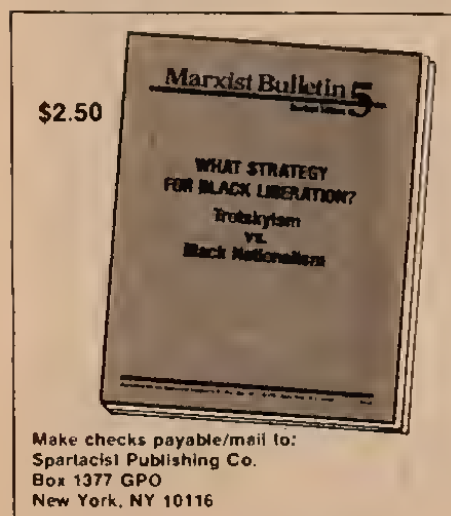 $2.50
Marxist Bulletin 5
WHAT STRATEGY
FOR BLACK LIBERATION?
Trotskyism
vs.
Black Nationalism
Make checks payable/mail to:
Spartacist Publishing Co.
Box 1377 GPO
New York, NY 10116